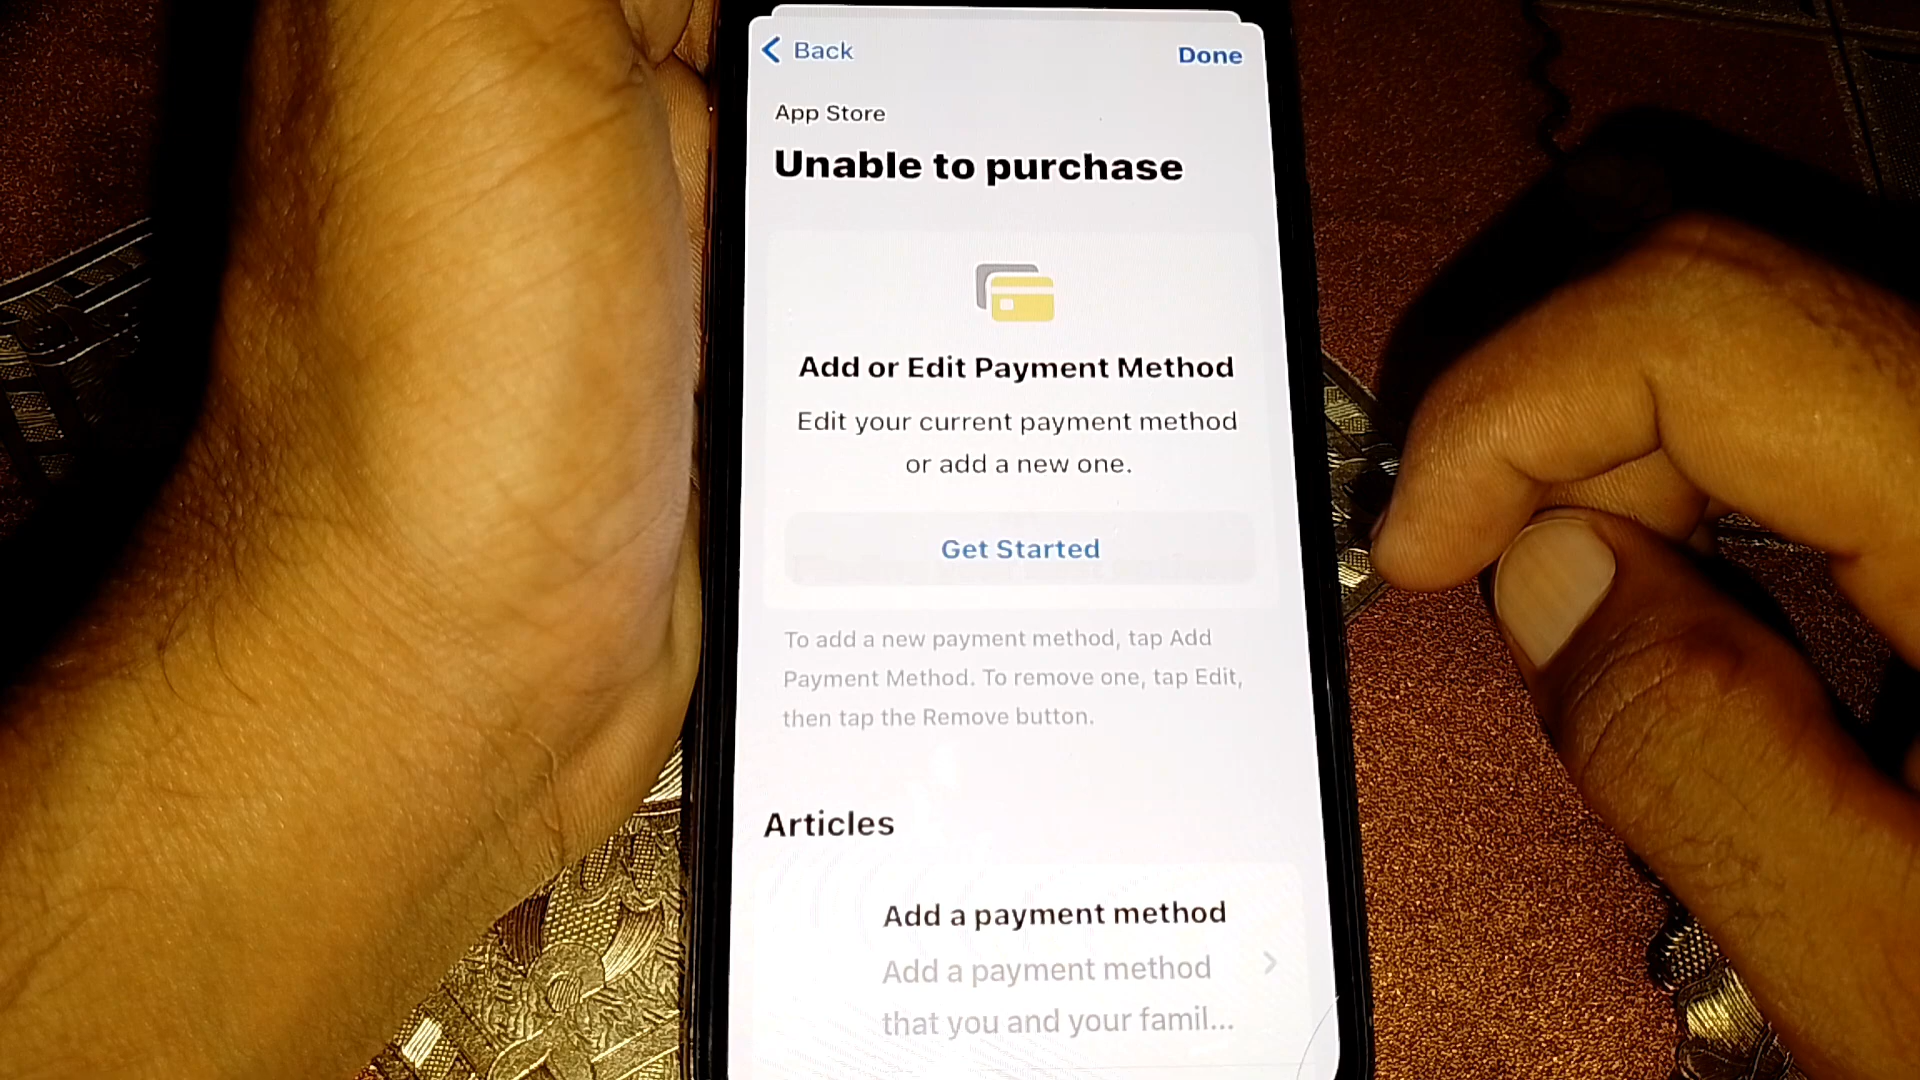 Back
Done
App Store
Unable to purchase
Add or Edit Payment Method
Edit your current payment method
or add a new one.
Get Started
To add a new payment method, tap Add
Payment Method. To remove one, tap Edit,
then tap the Remove button.
Articles
Add a payment method
Add a payment method
that you and your famil...